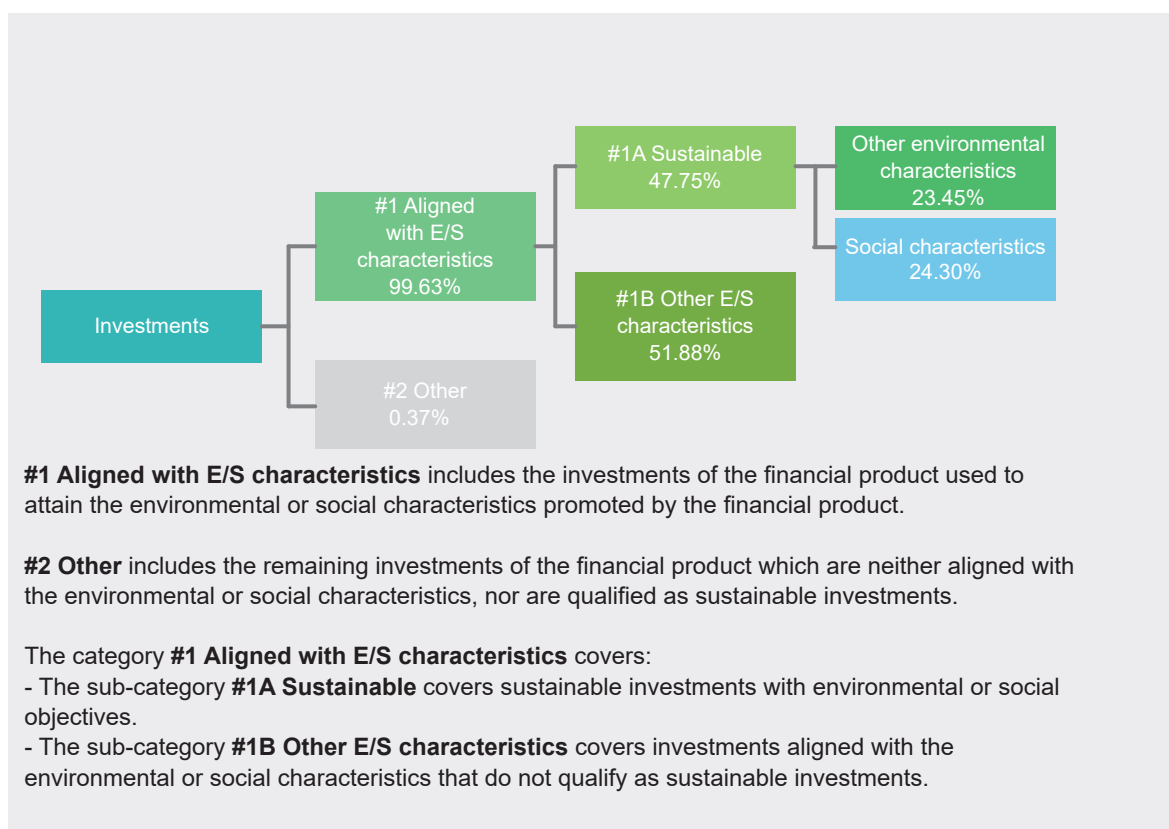 Investments
#1 Aligned
with E/S
characteristics
99.63%
#2 Other
0.37%
#1A Sustainable
47.75%
#1B Other E/S
characteristics
51.88%
Other environmental
characteristics
23.45%
Social characteristics
24.30%
#1 Aligned with E/S characteristics includes the investments of the financial product used to
attain the environmental or social characteristics promoted by the financial product.
#2 Other includes the remaining investments of the financial product which are neither aligned with
the environmental or social characteristics, nor are qualified as sustainable investments.
The category #1 Aligned with E/S characteristics covers:
- The sub-category #1A Sustainable covers sustainable investments with environmental or social
objectives.
- The sub-category #1B Other E/S characteristics covers investments aligned with the
environmental or social characteristics that do not qualify as sustainable investments.